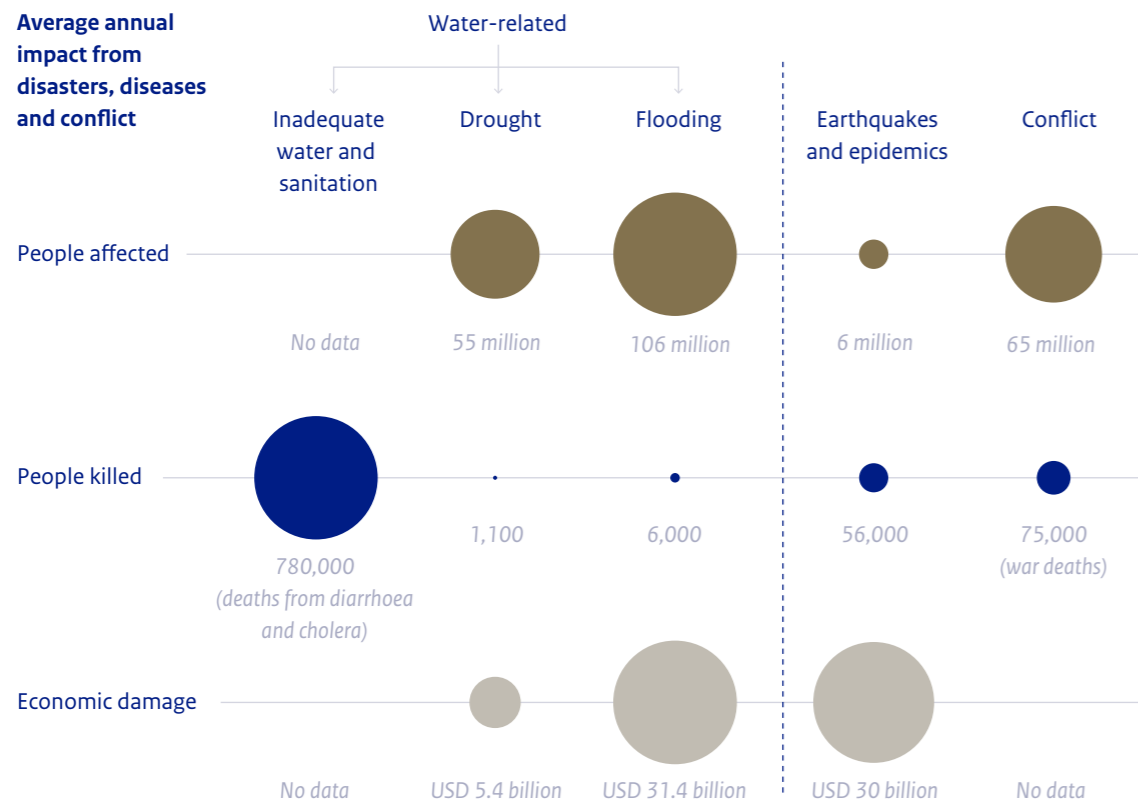 Average annual
impact from
disasters, diseases
and conflict
Water-related
Inadequate
water and
sanitation
Drought
Flooding
Earthquakes
and epidemics
Conflict
People affected
No data
55 million
106 million
6 million
65 million
People killed
780,000
(deaths from diarrhoea
and cholera)
1,100
6,000
56,000
75,000
(war deaths)
Economic damage
No data
USD 5.4 billion
USD 31.4 billion
USD 30 billion
No data